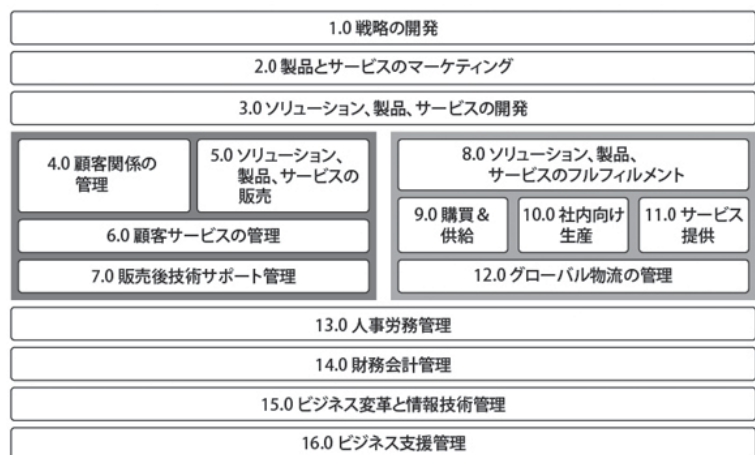 1.0 戦略の開発
2.0 製品とサービスのマーケティング
3.0 ソリューション、製品、サービスの開発
4.0 顧客関係の
管理
5.0 ソリューション、
製品、サービスの
販売
6.0 顧客サービスの管理
7.0 販売後技術サポート管理
8.0 ソリューション、製品、
サービスのフルフィルメント
9.0 購買＆
供給
10.0 社内向け
生産
11.0 サービス
提供
12.0 グローバル物流の管理
13.0 人事労務管理
14.0 財務会計管理
15.0 ビジネス変革と情報技術管理
16.0 ビジネス支援管理